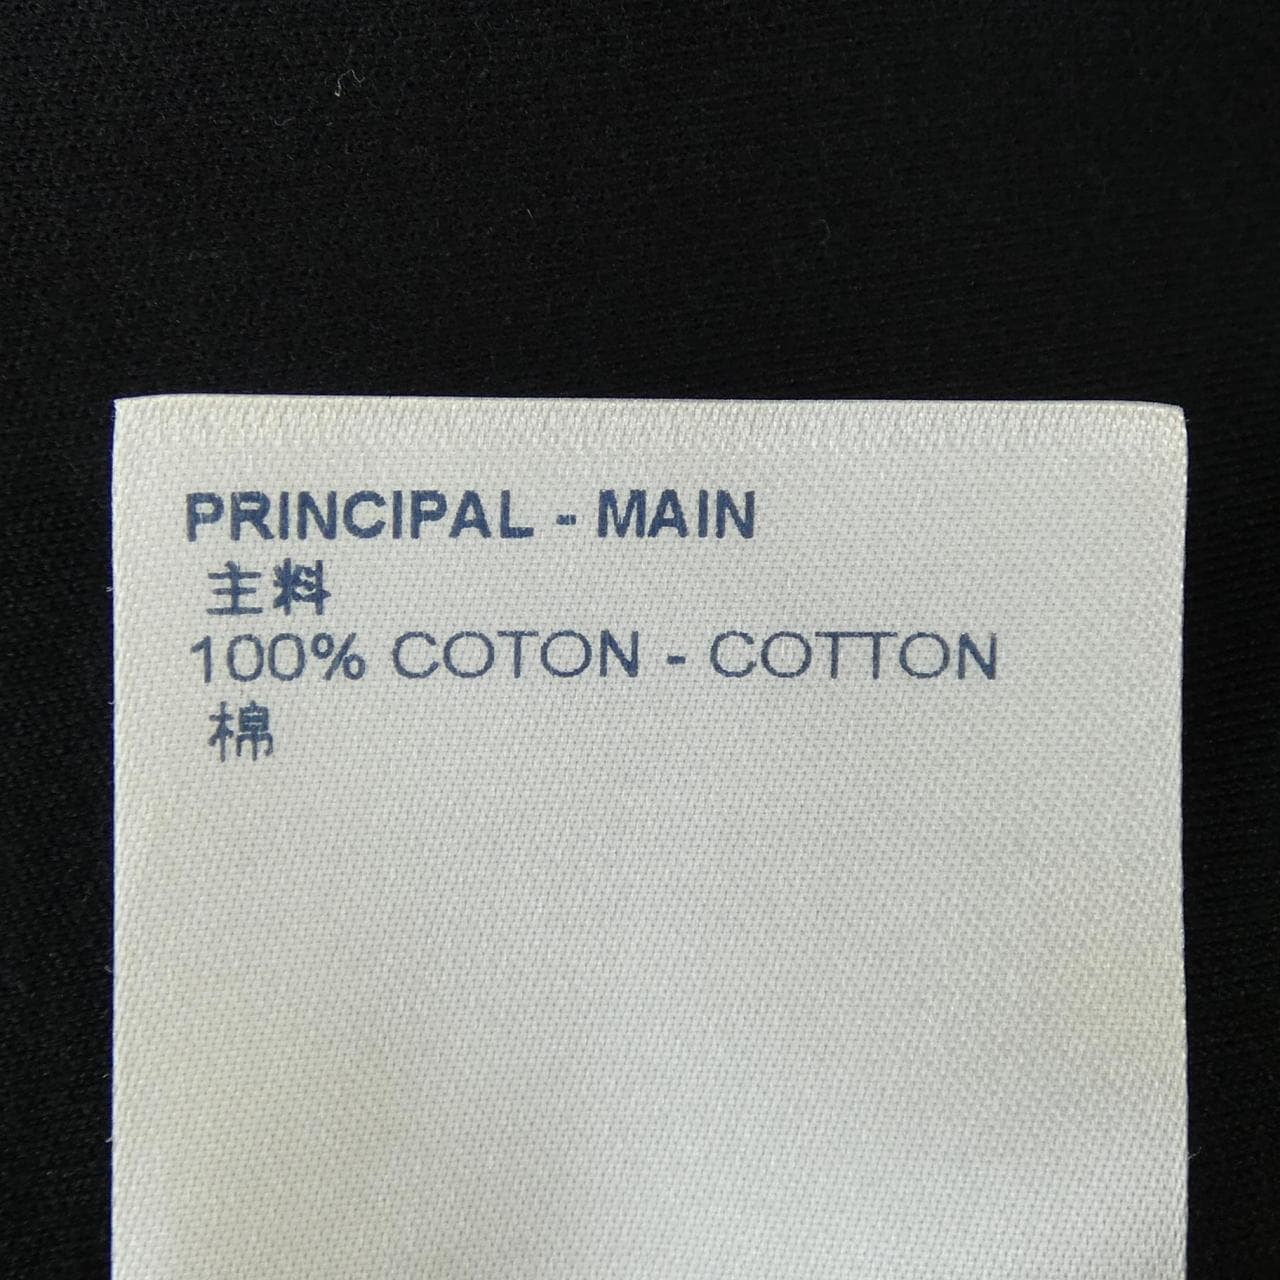 PRINCIPAL - MAIN
主料
100% COTON - COTTON
棉